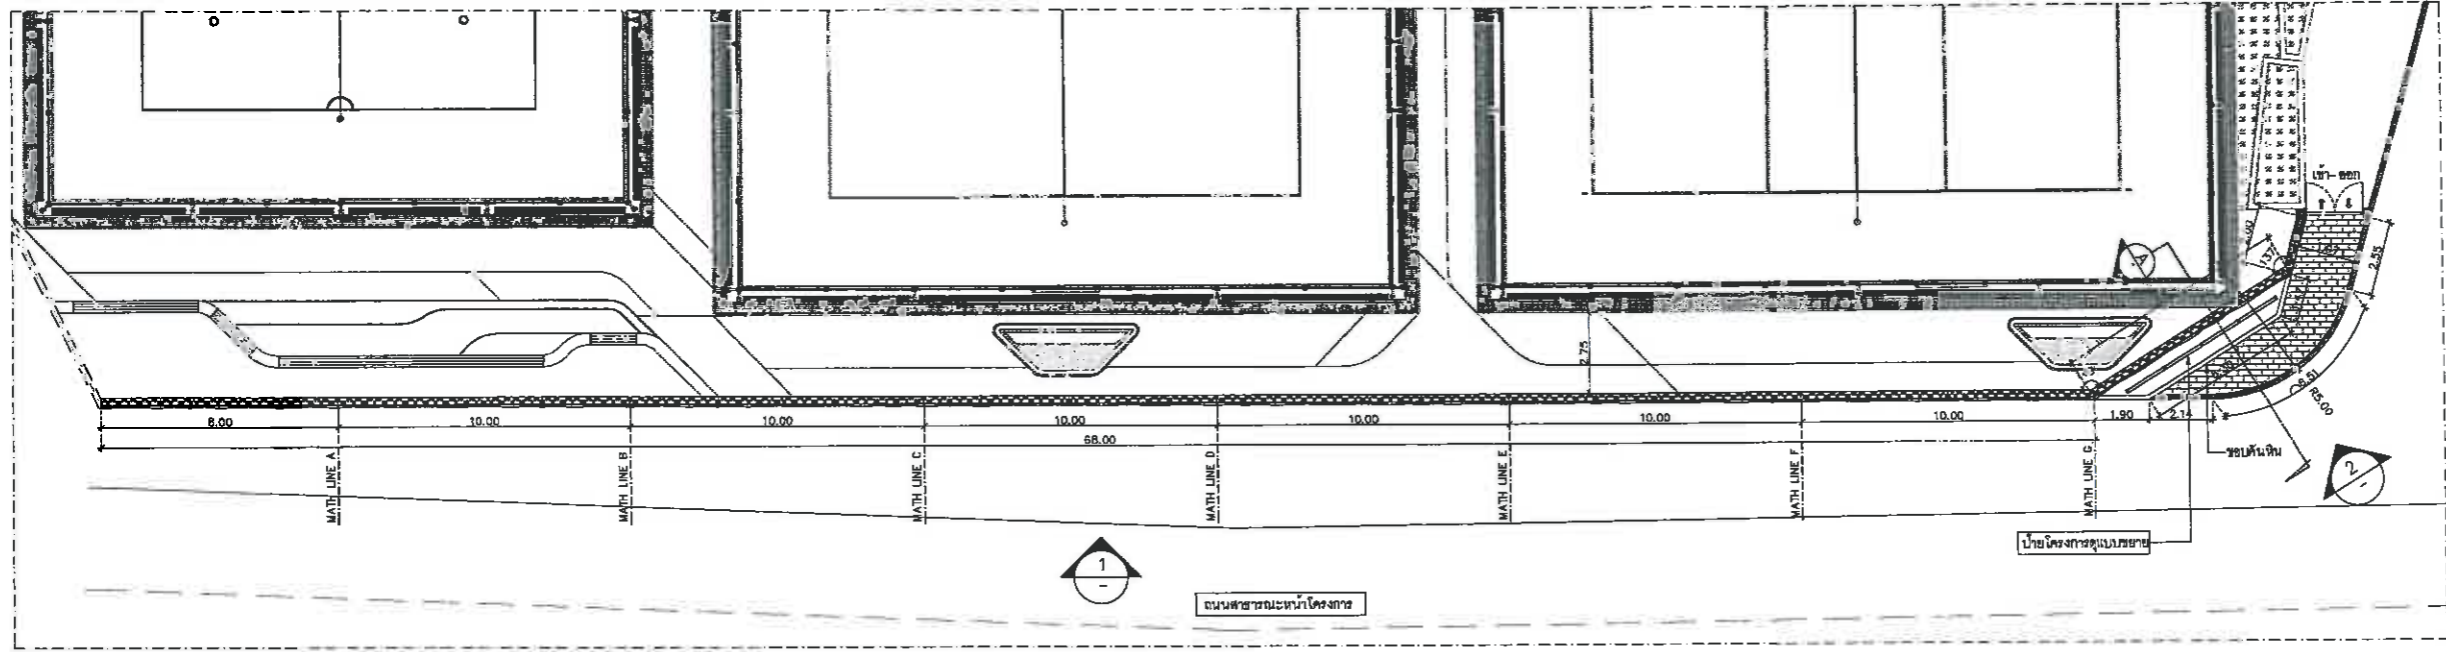 เข้า-ออก
2.55
137°
A
2.75
8.51
R5.00
8.00
10.00
10.00
10.00
10.00
10.00
10.00
1.90
2.14
68.00
MATH LINE A
MATH LINE B
MATH LINE C
MATH LINE D
MATH LINE E
MATH LINE F
MATH LINE G
ขอบคันหิน
2
-
ป้ายโครงการดูแบบขยาย
1
-
ถนนสาธารณะหน้าโครงการ